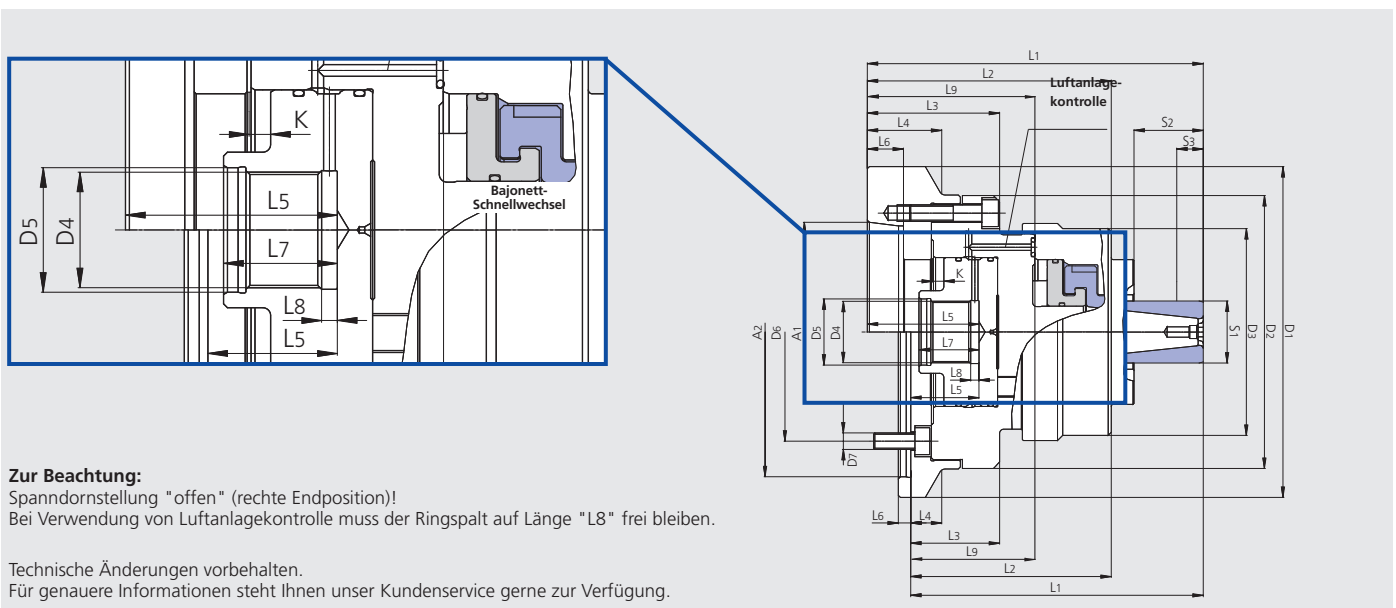 K
L5
D5
D4
L7
L8
L5
Bajonett-
Schnellwechsel
L1
L2
Luftanlage-
kontrolle
L9
L3
L4
L6
S2
S3
K
L5
L7
L8
L5
A2
D6
A1
D5
D4
S1
D3
D2
D1
D7
L6
L4
L3
L9
L2
L1
Zur Beachtung:
Spanndornstellung "offen" (rechte Endposition)!
Bei Verwendung von Luftanlagekontrolle muss der Ringspalt auf Länge "L8" frei bleiben.
Technische Änderungen vorbehalten.
Für genauere Informationen steht Ihnen unser Kundenservice gerne zur Verfügung.